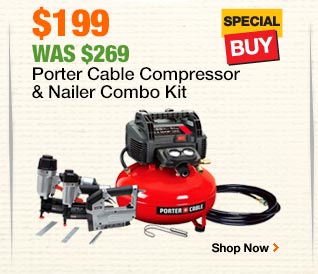 $199
SPECIAL
BUY
WAS $269
Porter Cable Compressor
& Nailer Combo Kit
PORTER CABLE
Shop Now >